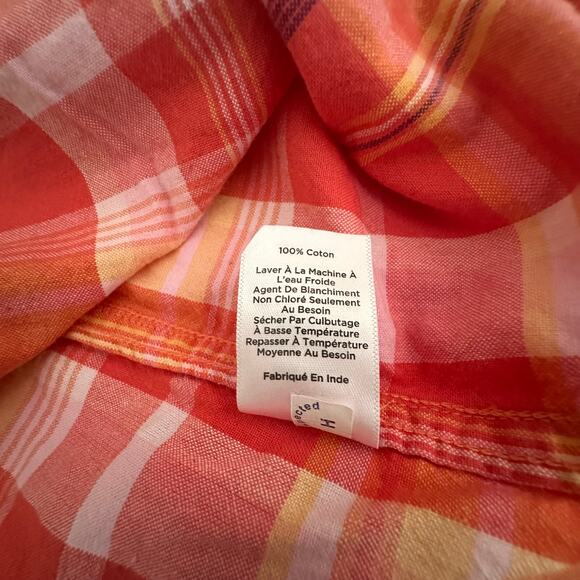 100% Coton
Laver À La Machine À
L'eau Froide
Agent De Blanchiment
Non Chloré Seulement
Au Besoin
Sécher Par Culbutage
À Basse Température
Repasser À Température
Moyenne Au Besoin
Fabriqué En Inde
H